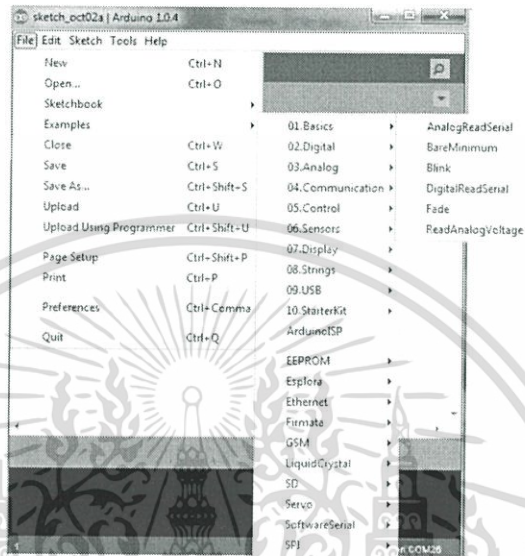 sketch_oct02a | Arduino 1.0.4
File Edit Sketch Tools Help
New Ctrl+N
Open... Ctrl+O
Sketchbook
Examples
Close Ctrl+W
Save Ctrl+S
Save As... Ctrl+Shift+S
Upload Ctrl+U
Upload Using Programmer Ctrl+Shift+U
Page Setup Ctrl+Shift+P
Print Ctrl+P
Preferences Ctrl+Comma
Quit Ctrl+Q
01.Basics
02.Digital
03.Analog
04.Communication
05.Control
06.Sensors
07.Display
08.Strings
09.USB
10.StarterKit
ArduinoISP
EEPROM
Esplora
Ethernet
Firmata
GSM
LiquidCrystal
SD
Servo
SoftwareSerial
SPI
AnalogReadSerial
BareMinimum
Blink
DigitalReadSerial
Fade
ReadAnalogVoltage
1
n COM26